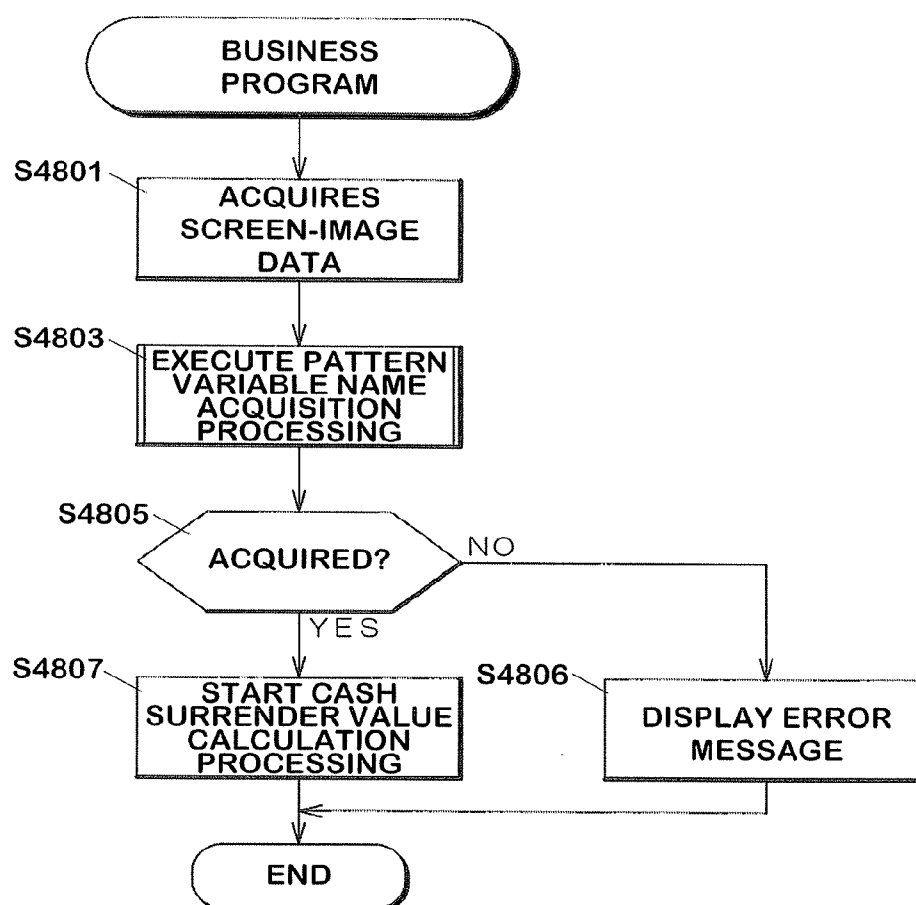 BUSINESS
PROGRAM
S4801
ACQUIRES
SCREEN-IMAGE
DATA
S4803
EXECUTE PATTERN
VARIABLE NAME
ACQUISITION
PROCESSING
S4805
ACQUIRED?
NO
YES
S4807
START CASH
SURRENDER VALUE
CALCULATION
PROCESSING
S4806
DISPLAY ERROR
MESSAGE
END